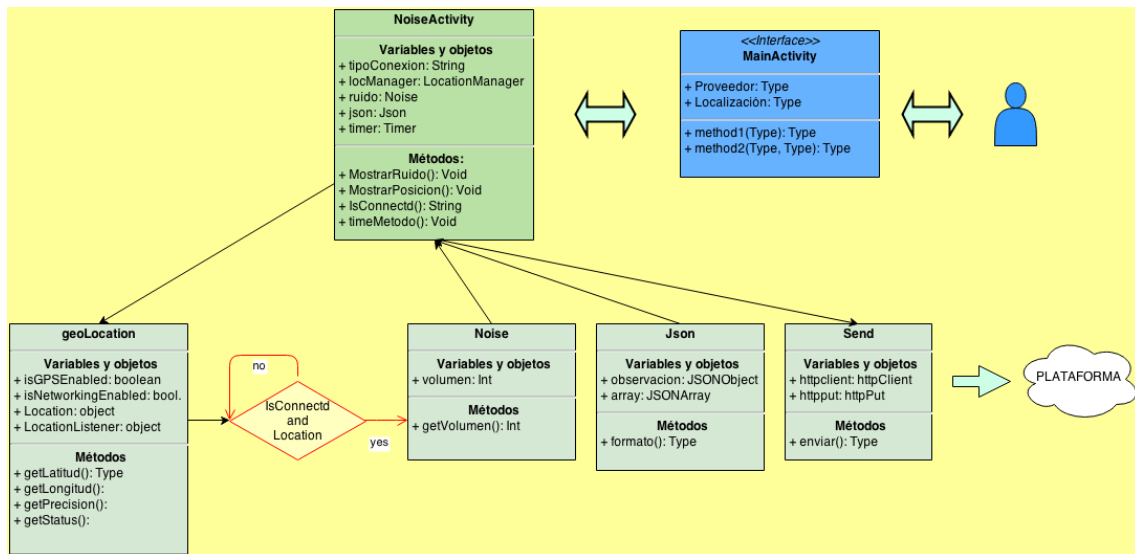 NoiseActivity
Variables y objetos
+ tipoConexion: String
+ locManager: LocationManager
+ ruido: Noise
+ json: Json
+ timer: Timer
Métodos:
+ MostrarRuido(): Void
+ MostrarPosicion(): Void
+ IsConnectd(): String
+ timeMetodo(): Void
<<Interface>>
MainActivity
+ Proveedor: Type
+ Localización: Type
+ method1(Type): Type
+ method2(Type, Type): Type
geoLocation
Variables y objetos
+ isGPSEnabled: boolean
+ isNetworkingEnabled: bool.
+ Location: object
+ LocationListener: object
Métodos
+ getLatitud(): Type
+ getLongitud():
+ getPrecision():
+ getStatus():
no
IsConnectd
and
Location
yes
Noise
Variables y objetos
+ volumen: Int
Métodos
+ getVolumen(): Int
Json
Variables y objetos
+ observacion: JSONObject
+ array: JSONArray
Métodos
+ formato(): Type
Send
Variables y objetos
+ httpclient: httpClient
+ httpput: httpPut
Métodos
+ enviar(): Type
PLATAFORMA